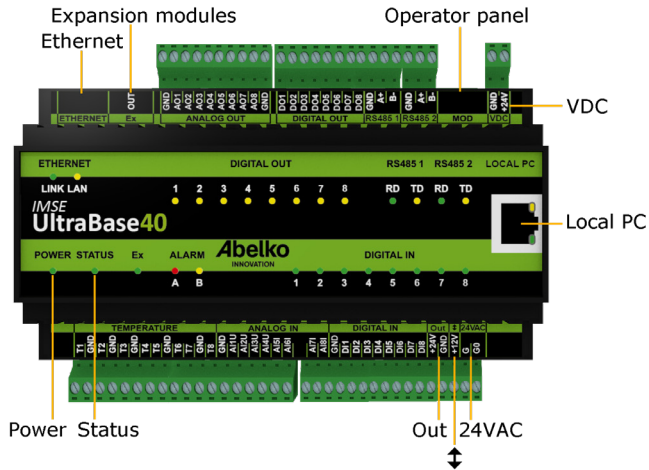 Expansion modules
Operator panel
Ethernet
OUT
GND AO1 AO2 AO3 AO4 AO5 AO6 AO7 AO8 GND
DO1 DO2 DO3 DO4 DO5 DO6 DO7 DO8 GND A+ B- GND A+ B-
GND +24V
VDC
ETHERNET Ex ANALOG OUT DIGITAL OUT RS485 1 RS485 2 MOD VDC
ETHERNET DIGITAL OUT RS485 1 RS485 2 LOCAL PC
LINK LAN 1 2 3 4 5 6 7 8 RD TD RD TD
IMSE
UltraBase40
Local PC
POWER STATUS Ex ALARM Abelko INNOVATION DIGITAL IN
A B 1 2 3 4 5 6 7 8
TEMPERATURE ANALOG IN DIGITAL IN Out ↕ 24VAC
T1 GND T2 GND T3 GND T4 GND T5 GND T6 T7 GND T8 GND AI1U AI2U GND AI3U AI4U GND AI5I AI6I
AI7I AI8I GND DI1 DI2 DI3 DI4 DI5 DI6 DI7 DI8 +24V GND +12V G G0
Power Status
Out 24VAC
↕